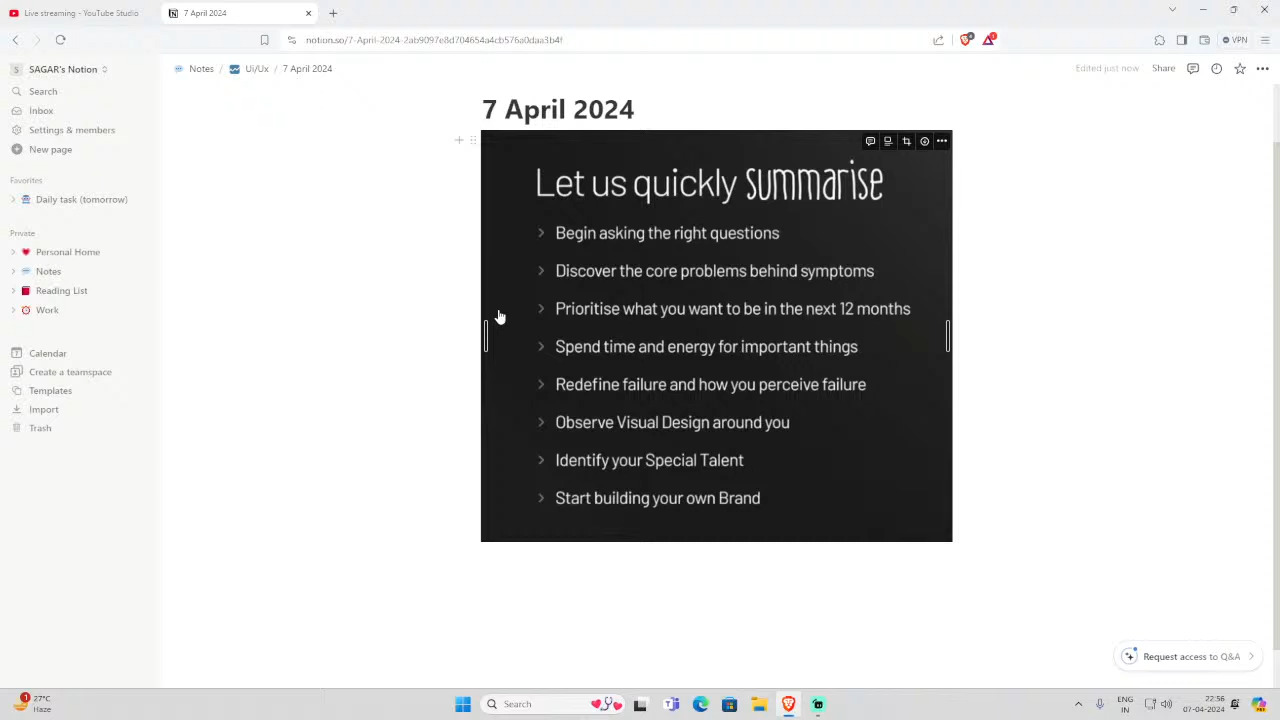 Upload yours - YouTube Studio
7 April 2024
notion.so/7-April-2024-2ab9097e8d704654a4cb576a0daa3b4f
VPN
S SAGAR's Notion
Notes / Ui/Ux / 7 April 2024
Edited just now
Share
Search
Inbox
Settings & members
New page
Favorites
Daily task (tomorrow)
Private
Personal Home
Notes
Reading List
Work
Calendar
Create a teamspace
Templates
Import
Trash
7 April 2024
Let us quickly summarise
Begin asking the right questions
Discover the core problems behind symptoms
Prioritise what you want to be in the next 12 months
Spend time and energy for important things
Redefine failure and how you perceive failure
Observe Visual Design around you
Identify your Special Talent
Start building your own Brand
Request access to Q&A
1
27°C
Haze
Search
ENG
IN
07-04-2024